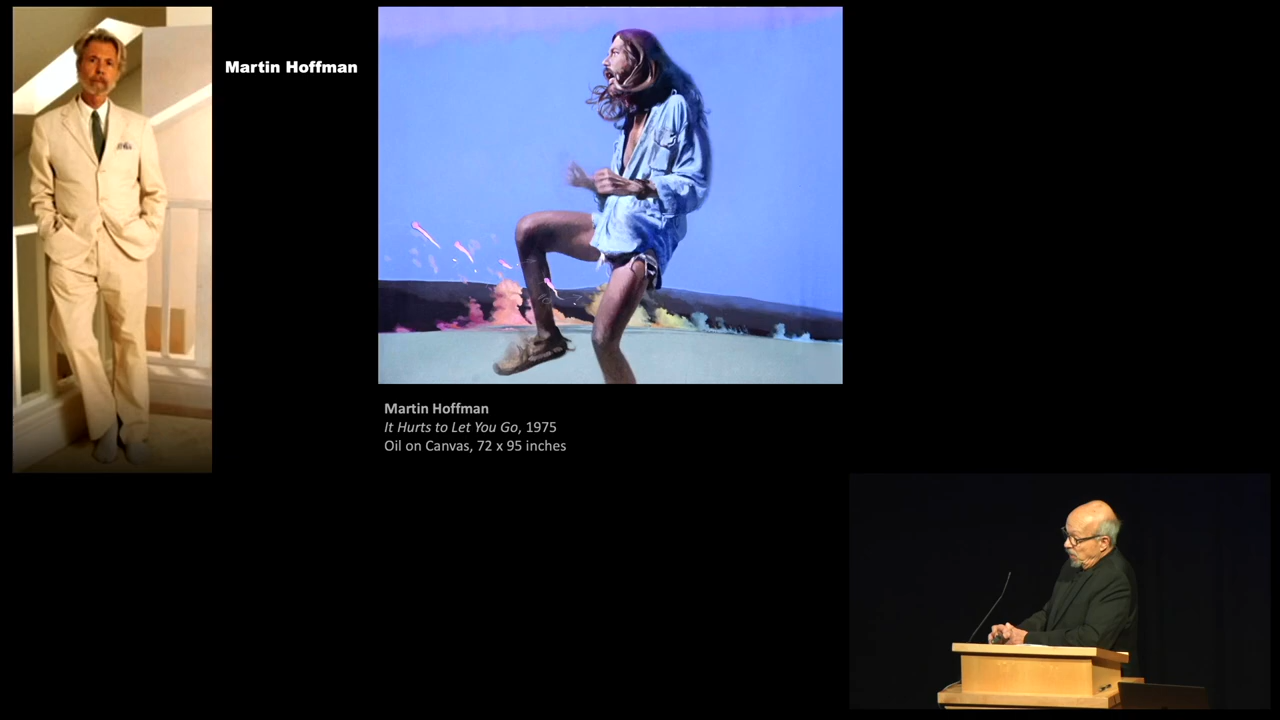 Martin Hoffman
Martin Hoffman
It Hurts to Let You Go, 1975
Oil on Canvas, 72 x 95 inches